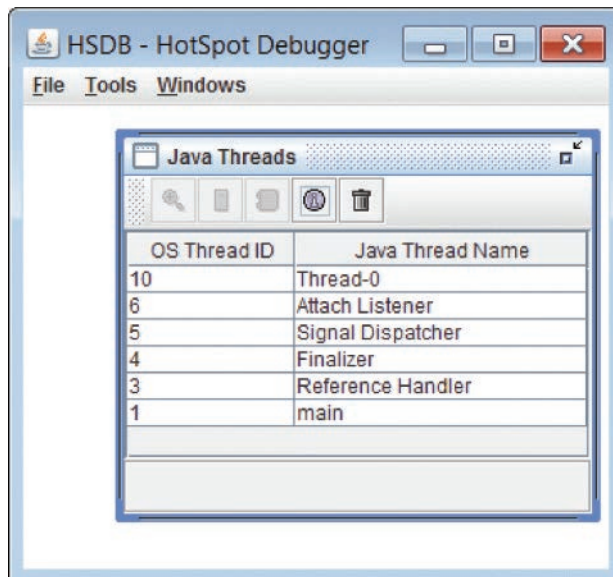 HSDB - HotSpot Debugger
File Tools Windows
Java Threads
OS Thread ID Java Thread Name
10 Thread-0
6 Attach Listener
5 Signal Dispatcher
4 Finalizer
3 Reference Handler
1 main